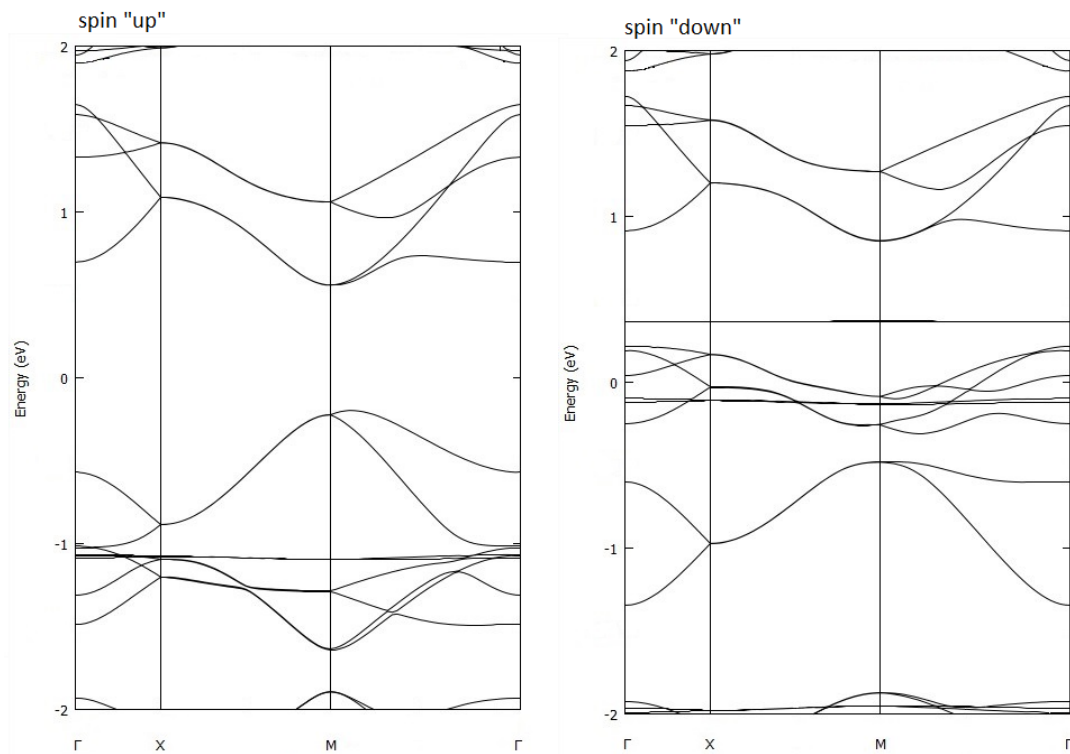 spin "up"
2
1
0
-1
-2
Energy (eV)
Γ X M Γ
spin "down"
2
1
0
-1
-2
Energy (eV)
Γ X M Γ